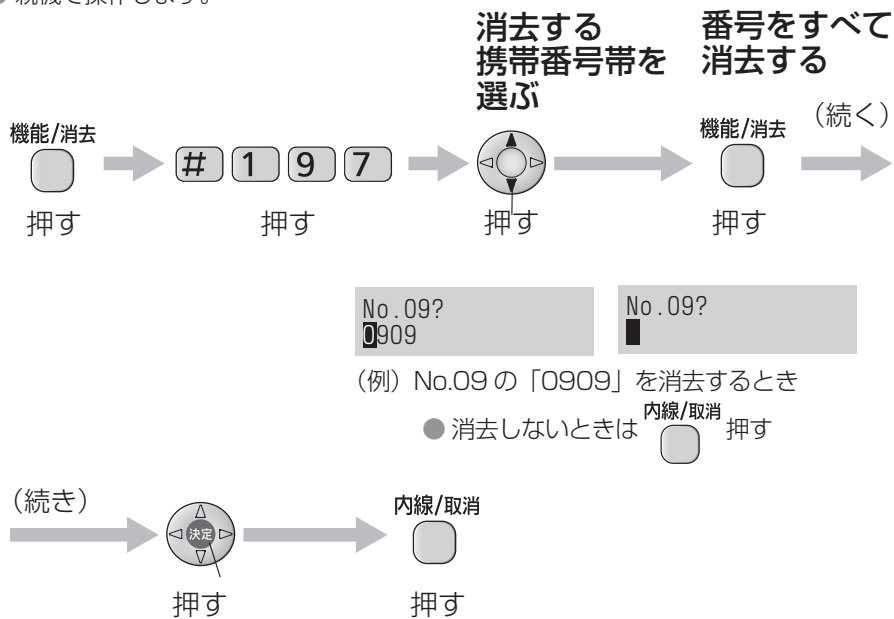 ● 親機で操作します。
消去する
携帯番号帯を
選ぶ
番号をすべて
消去する
機能/消去
押す
# 1 9 7
押す
押す
機能/消去
押す
(続く)
No.09?
0909
No.09?
(例) No.09 の「0909」を消去するとき
● 消去しないときは 内線/取消 押す
(続き)
決定
押す
内線/取消
押す